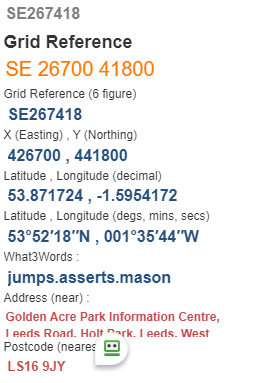 SE267418
Grid Reference
SE 26700 41800
Grid Reference (6 figure)
SE267418
X (Easting) , Y (Northing)
426700 , 441800
Latitude , Longitude (decimal)
53.871724 , -1.5954172
Latitude , Longitude (degs, mins, secs)
53°52′18″N , 001°35′44″W
What3Words :
jumps.asserts.mason
Address (near) :
Golden Acre Park Information Centre,
Leeds Road, Holt Park, Leeds, West
Postcode (neares
LS16 9JY